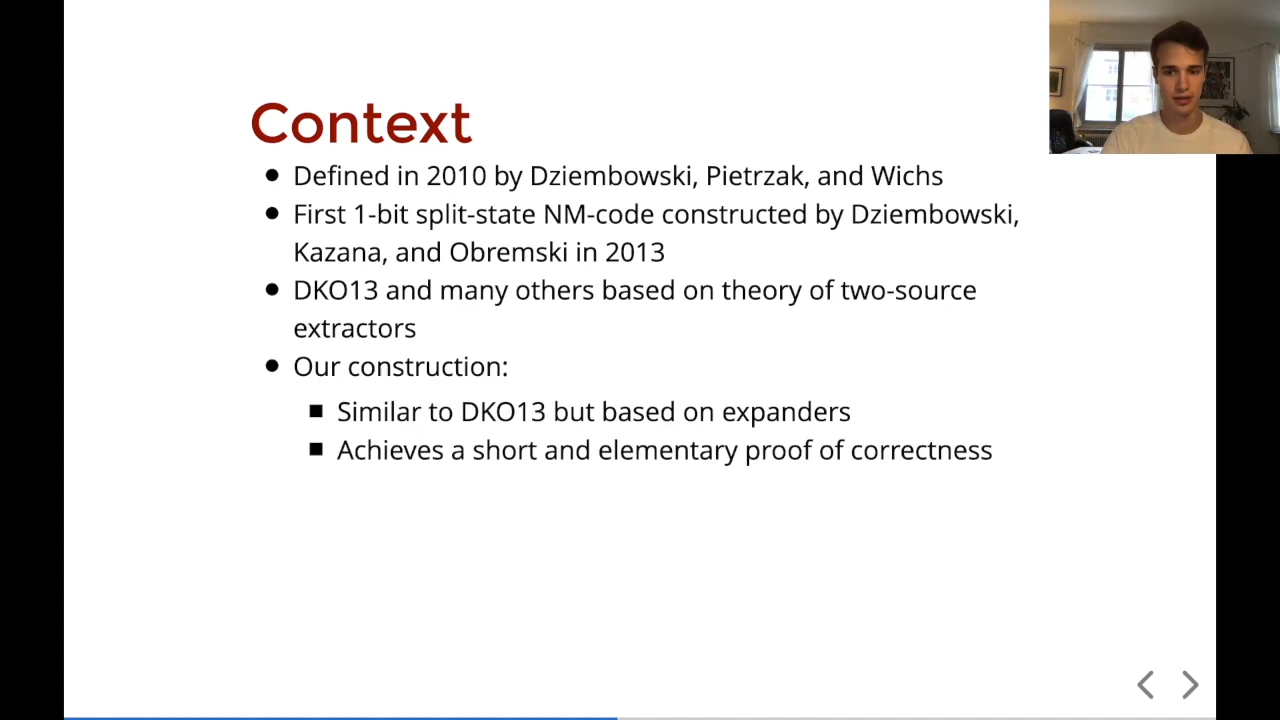 Context
• Defined in 2010 by Dziembowski, Pietrzak, and Wichs
• First 1-bit split-state NM-code constructed by Dziembowski,
Kazana, and Obremski in 2013
• DKO13 and many others based on theory of two-source
extractors
• Our construction:
▪ Similar to DKO13 but based on expanders
▪ Achieves a short and elementary proof of correctness